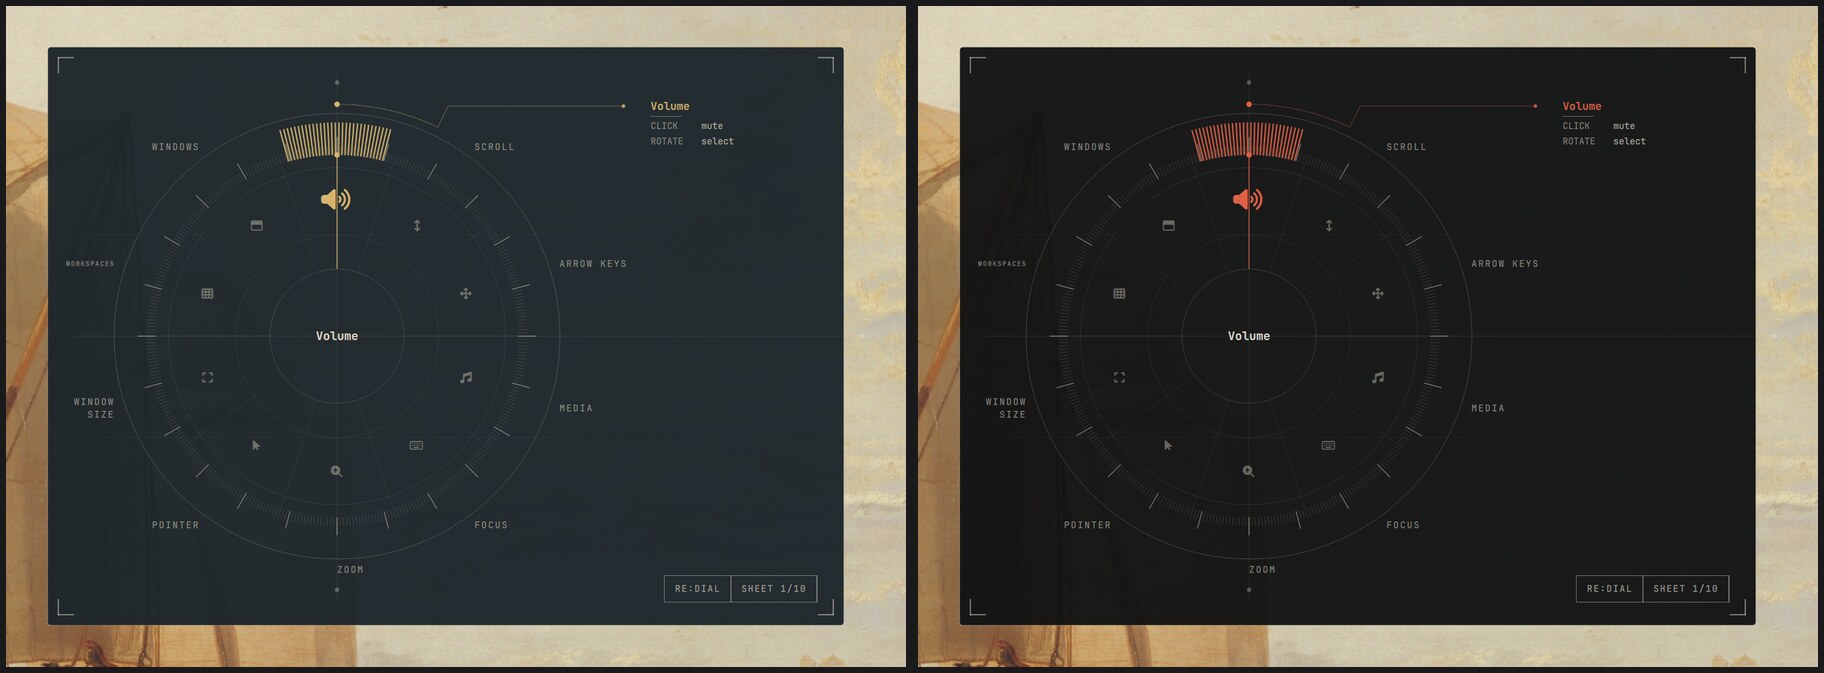 Volume
CLICK mute
ROTATE select
WINDOWS
SCROLL
WORKSPACES
ARROW KEYS
Volume
WINDOW
SIZE
MEDIA
POINTER
FOCUS
ZOOM
RE:DIAL SHEET 1/10
Volume
CLICK mute
ROTATE select
WINDOWS
SCROLL
WORKSPACES
ARROW KEYS
Volume
WINDOW
SIZE
MEDIA
POINTER
FOCUS
ZOOM
RE:DIAL SHEET 1/10